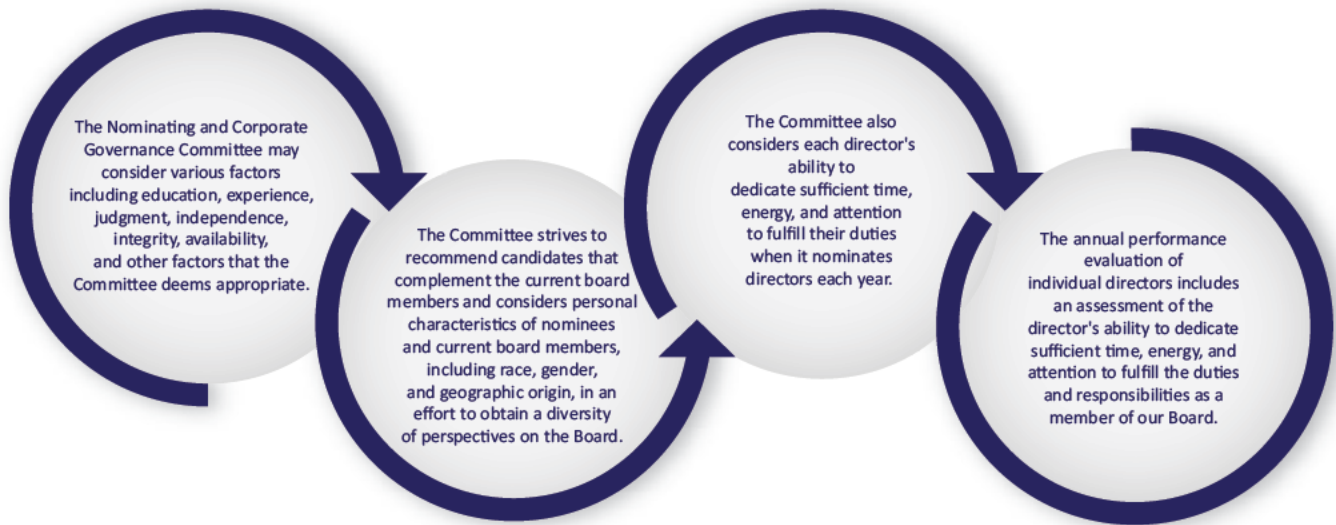 The Nominating and Corporate
Governance Committee may
consider various factors
including education, experience,
judgment, independence,
integrity, availability,
and other factors that the
Committee deems appropriate.
The Committee strives to
recommend candidates that
complement the current board
members and considers personal
characteristics of nominees
and current board members,
including race, gender,
and geographic origin, in an
effort to obtain a diversity
of perspectives on the Board.
The Committee also
considers each director's
ability to
dedicate sufficient time,
energy, and attention
to fulfill their duties
when it nominates
directors each year.
The annual performance
evaluation of
individual directors includes
an assessment of the
director's ability to dedicate
sufficient time, energy, and
attention to fulfill the duties
and responsibilities as a
member of our Board.